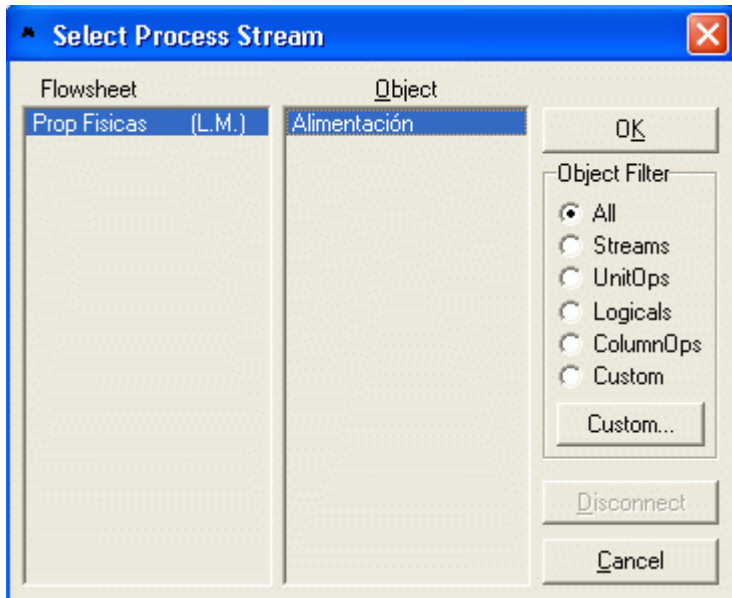 Select Process Stream
Flowsheet
Object
Prop Fisicas (L.M.)
Alimentación
OK
Object Filter
All
Streams
UnitOps
Logicals
ColumnOps
Custom
Custom...
Disconnect
Cancel